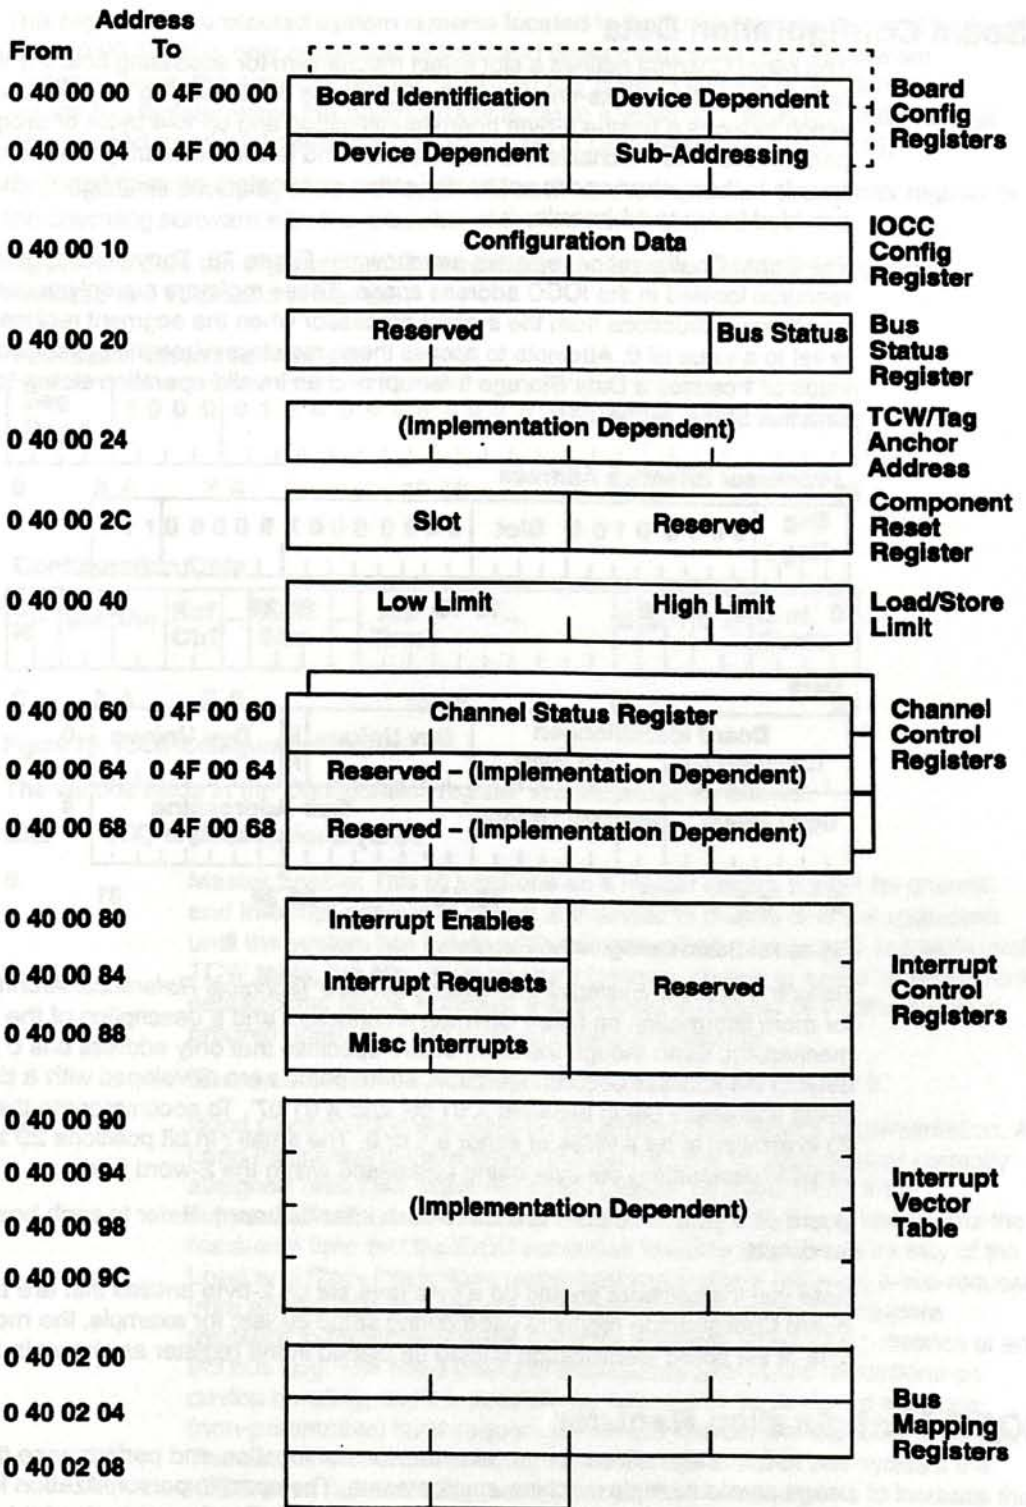 Address
From To
0 40 00 00 0 4F 00 00 Board Identification Device Dependent Board Config Registers
0 40 00 04 0 4F 00 04 Device Dependent Sub-Addressing
0 40 00 10 Configuration Data IOCC Config Register
0 40 00 20 Reserved Bus Status Bus Status Register
0 40 00 24 (Implementation Dependent) TCW/Tag Anchor Address
0 40 00 2C Slot Reserved Component Reset Register
0 40 00 40 Low Limit High Limit Load/Store Limit
0 40 00 60 0 4F 00 60 Channel Status Register Channel Control Registers
0 40 00 64 0 4F 00 64 Reserved – (Implementation Dependent)
0 40 00 68 0 4F 00 68 Reserved – (Implementation Dependent)
0 40 00 80 Interrupt Enables
0 40 00 84 Interrupt Requests Reserved Interrupt Control Registers
0 40 00 88 Misc Interrupts
0 40 00 90
0 40 00 94 Interrupt Vector Table
0 40 00 98 (Implementation Dependent)
0 40 00 9C
0 40 02 00
0 40 02 04 Bus Mapping Registers
0 40 02 08